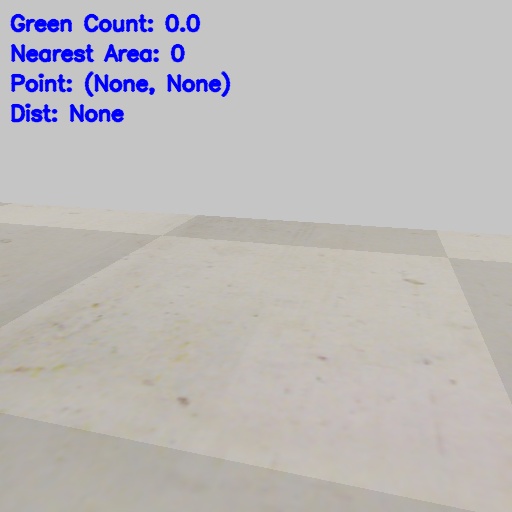 Green Count: 0.0
Nearest Area: 0
Point: (None, None)
Dist: None